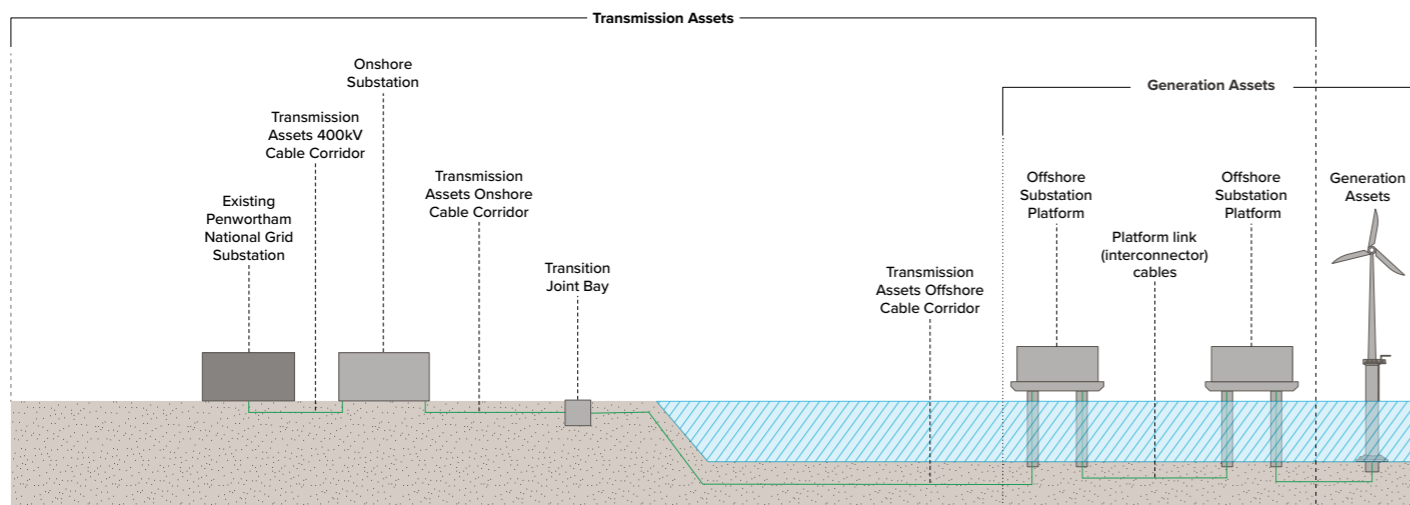 Transmission Assets
Generation Assets
Onshore
Substation
Transmission
Assets 400kV
Cable Corridor
Existing
Penwortham
National Grid
Substation
Transmission
Assets Onshore
Cable Corridor
Transition
Joint Bay
Transmission
Assets Offshore
Cable Corridor
Offshore
Substation
Platform
Platform link
(interconnector)
cables
Offshore
Substation
Platform
Generation
Assets